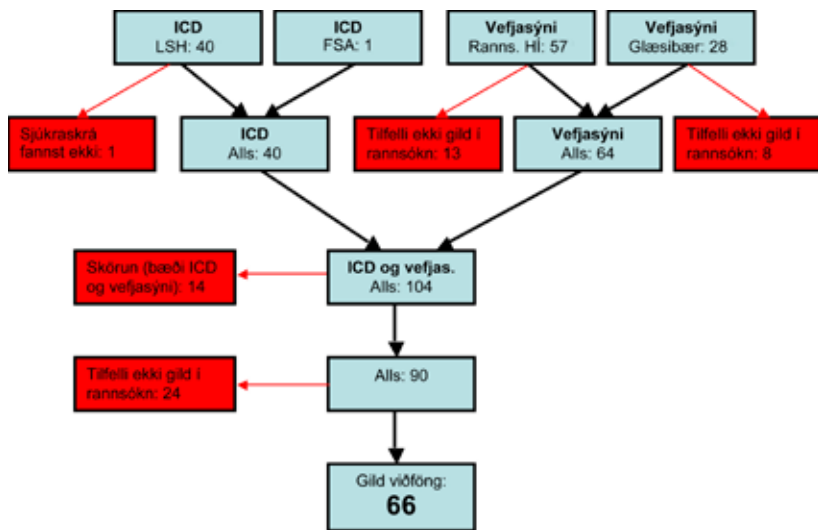 ICD
LSH: 40
ICD
FSA: 1
Vefjasýni
Ranns. HÍ: 57
Vefjasýni
Glæsibær: 28
Sjúkraskrá
fannst ekki: 1
ICD
Alls: 40
Tilfelli ekki gild í
rannsókn: 13
Vefjasýni
Alls: 64
Tilfelli ekki gild í
rannsókn: 8
Skörun (bæði ICD
og vefjasýni): 14
ICD og vefjas.
Alls: 104
Tilfelli ekki gild í
rannsókn: 24
Alls: 90
Gild viðföng:
66